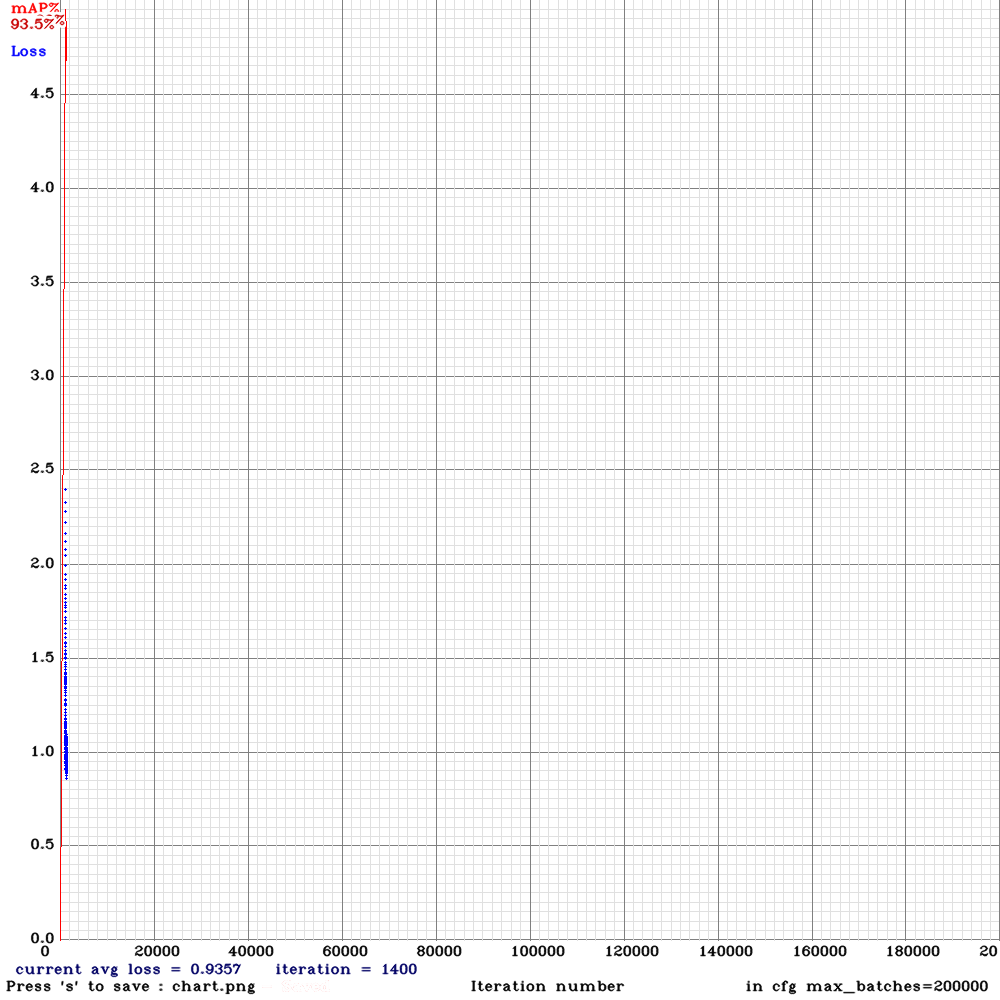 mAP%
93.5%
Loss
4.5
4.0
3.5
3.0
2.5
2.0
1.5
1.0
0.5
0.0
0 20000 40000 60000 80000 100000 120000 140000 160000 180000 20
current avg loss = 0.9357 iteration = 1400
Press 's' to save : chart.png Iteration number in cfg max_batches=200000